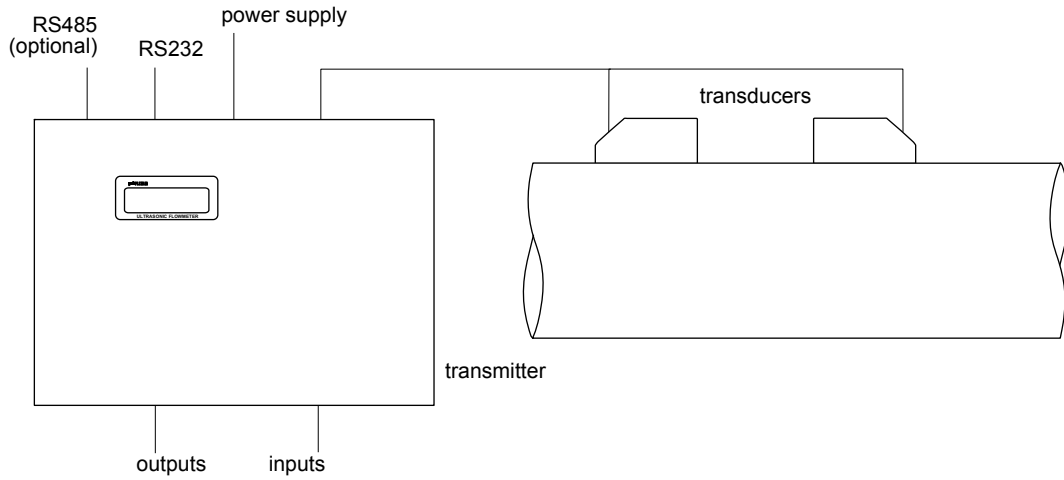 power supply
RS485
(optional)
RS232
transducers
ULTRASONIC FLOWMETER
transmitter
outputs
inputs